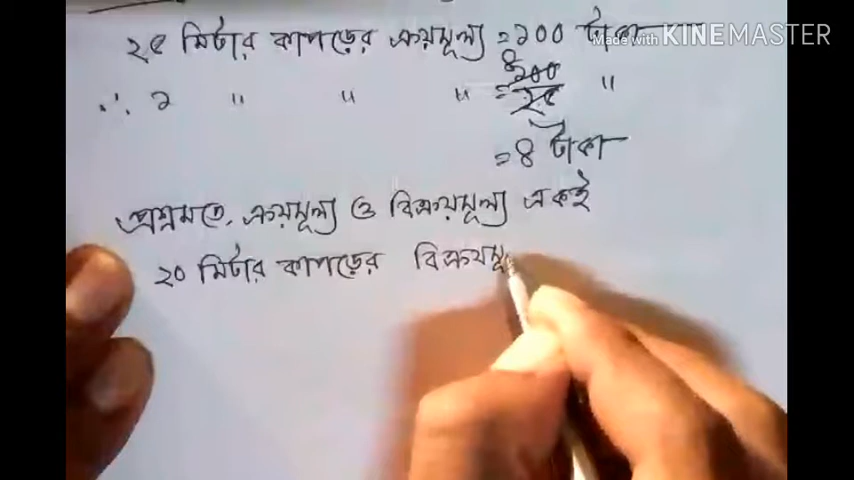 ২৫ মিটার কাপড়ের ক্রয়মূল্য = ১০০ টাকা
Made with KINEMASTER
৪
∴ ১ " " " = ১০০/২৫ "
= ৪ টাকা
প্রশ্নমতে, ক্রয়মূল্য ও বিক্রয়মূল্য একই
২০ মিটার কাপড়ের বিক্রয়মূ